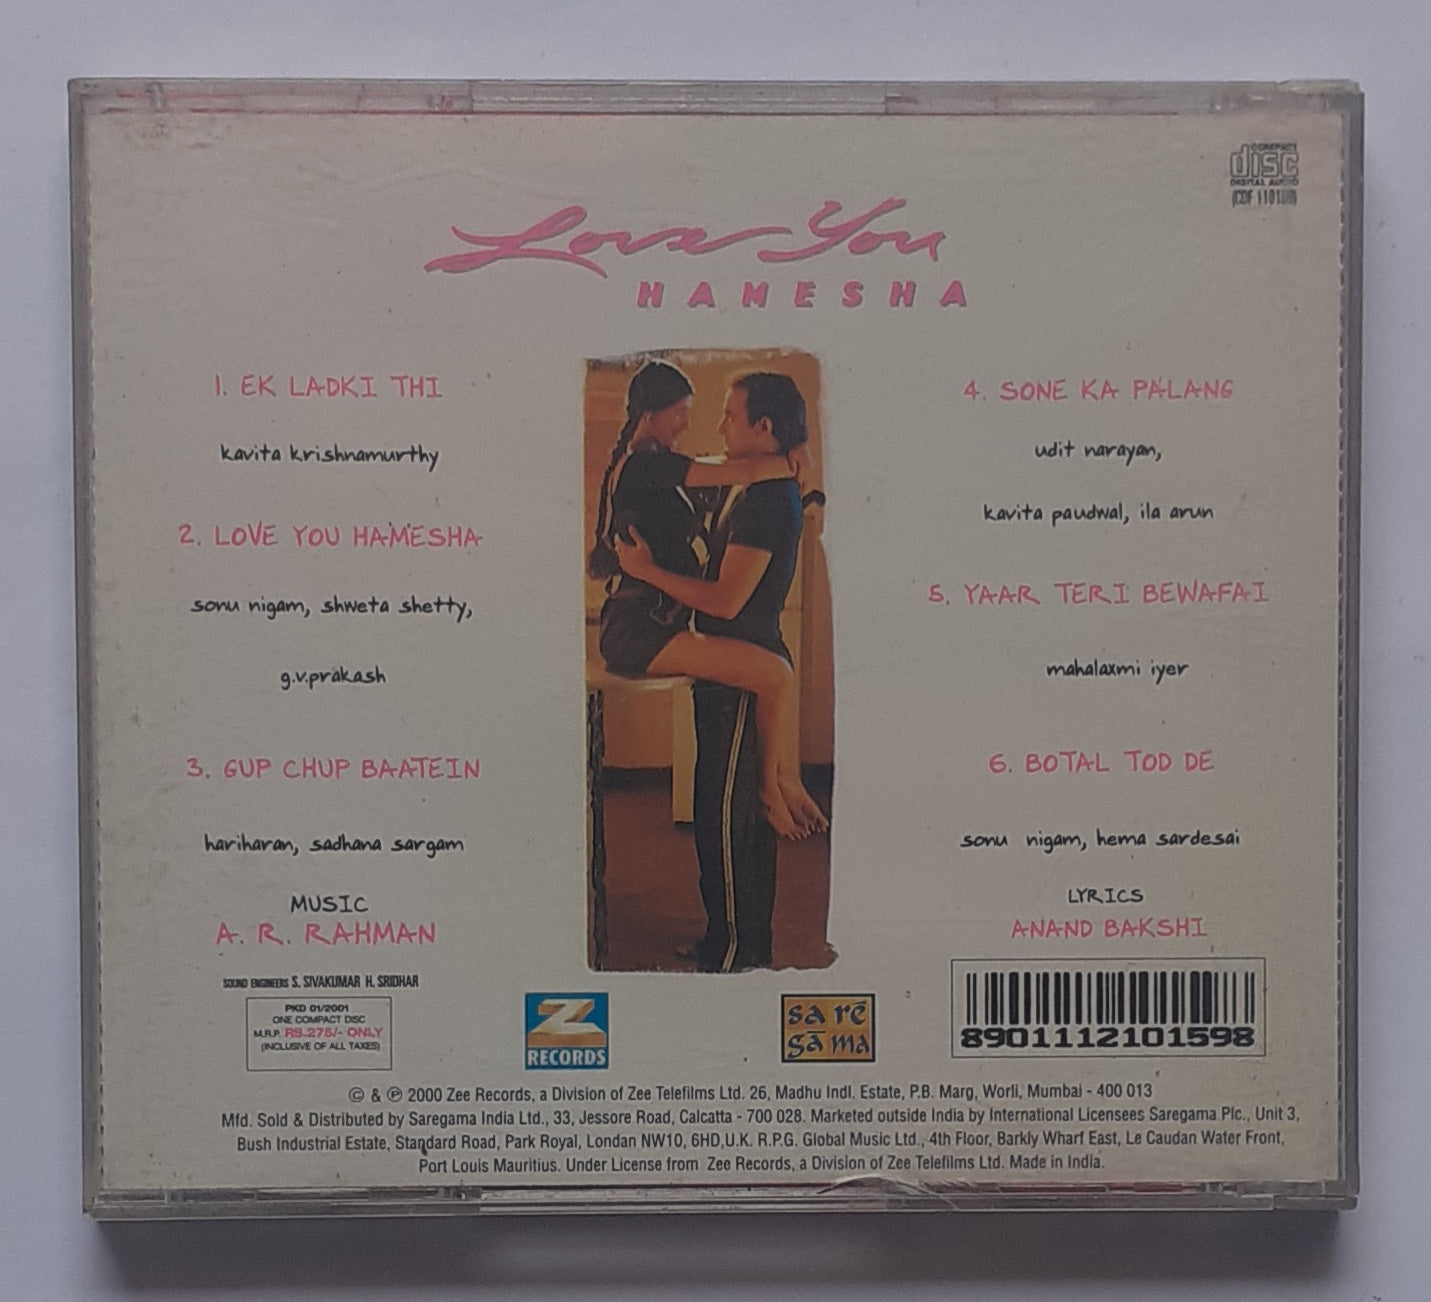 COMPACT
disc
DIGITAL AUDIO
Love You
HAMESHA
1. EK LADKI THI
kavita krishnamurthy
2. LOVE YOU HAMESHA
sonu nigam, shweta shetty,
g.v.prakash
3. GUP CHUP BAATEIN
hariharan, sadhana sargam
MUSIC
A. R. RAHMAN
SOUND ENGINEERS S. SIVAKUMAR H. SRIDHAR
PKD 01/2001
ONE COMPACT DISC
M.R.P. RS.275/- ONLY
(INCLUSIVE OF ALL TAXES)
4. SONE KA PALANG
udit narayan,
kavita paudwal, ila arun
5. YAAR TERI BEWAFAI
mahalaxmi iyer
6. BOTAL TOD DE
sonu nigam, hema sardesai
LYRICS
ANAND BAKSHI
Z
RECORDS
sa rē
gā ma
8901112101598
© & ℗ 2000 Zee Records, a Division of Zee Telefilms Ltd. 26, Madhu Indl. Estate, P.B. Marg, Worli, Mumbai - 400 013
Mfd. Sold & Distributed by Saregama India Ltd., 33, Jessore Road, Calcatta - 700 028. Marketed outside India by International Licensees Saregama Plc., Unit 3,
Bush Industrial Estate, Standard Road, Park Royal, Londan NW10, 6HD,U.K. R.P.G. Global Music Ltd., 4th Floor, Barkly Wharf East, Le Caudan Water Front,
Port Louis Mauritius. Under License from Zee Records, a Division of Zee Telefilms Ltd. Made in India.